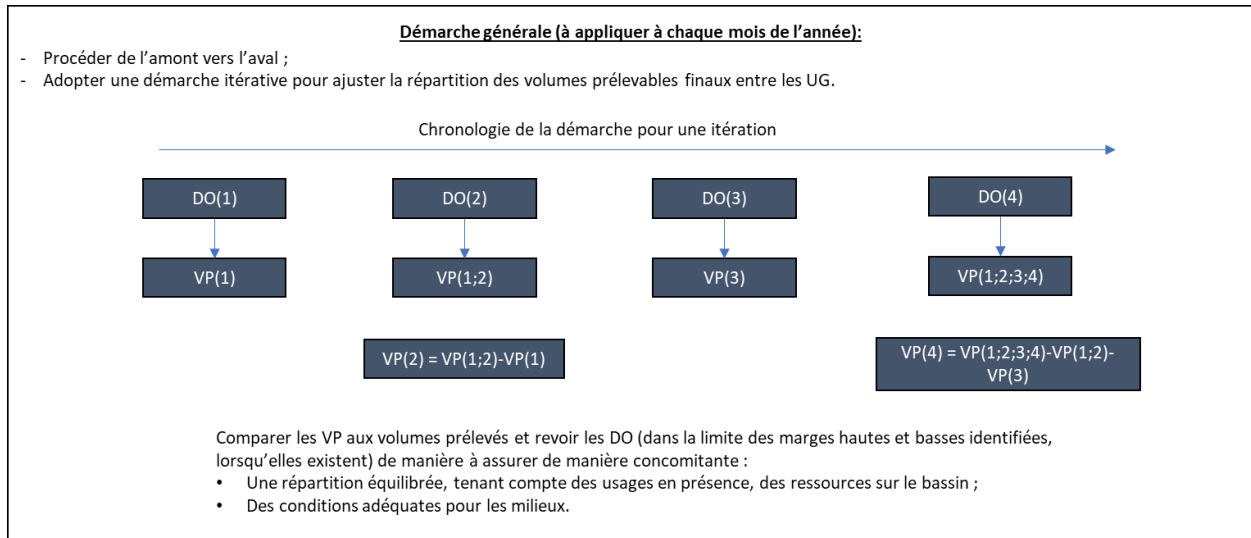 Démarche générale (à appliquer à chaque mois de l'année):
- Procéder de l'amont vers l'aval ;
- Adopter une démarche itérative pour ajuster la répartition des volumes prélevables finaux entre les UG.
Chronologie de la démarche pour une itération
DO(1)
DO(2)
DO(3)
DO(4)
VP(1)
VP(1;2)
VP(3)
VP(1;2;3;4)
VP(2) = VP(1;2)-VP(1)
VP(4) = VP(1;2;3;4)-VP(1;2)-
VP(3)
Comparer les VP aux volumes prélevés et revoir les DO (dans la limite des marges hautes et basses identifiées,
lorsqu'elles existent) de manière à assurer de manière concomitante :
• Une répartition équilibrée, tenant compte des usages en présence, des ressources sur le bassin ;
• Des conditions adéquates pour les milieux.